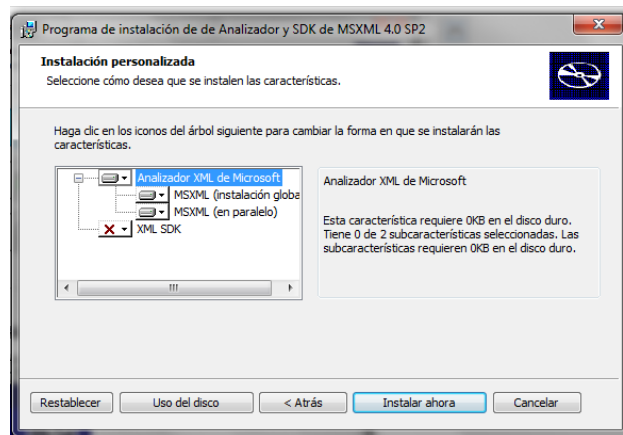 Programa de instalación de de Analizador y SDK de MSXML 4.0 SP2
Instalación personalizada
Seleccione cómo desea que se instalen las características.
Haga clic en los iconos del árbol siguiente para cambiar la forma en que se instalarán las
características.
Analizador XML de Microsoft
MSXML (instalación globa
MSXML (en paralelo)
XML SDK
Analizador XML de Microsoft
Esta característica requiere 0KB en el disco duro.
Tiene 0 de 2 subcaracterísticas seleccionadas. Las
subcaracterísticas requieren 0KB en el disco duro.
Restablecer
Uso del disco
< Atrás
Instalar ahora
Cancelar